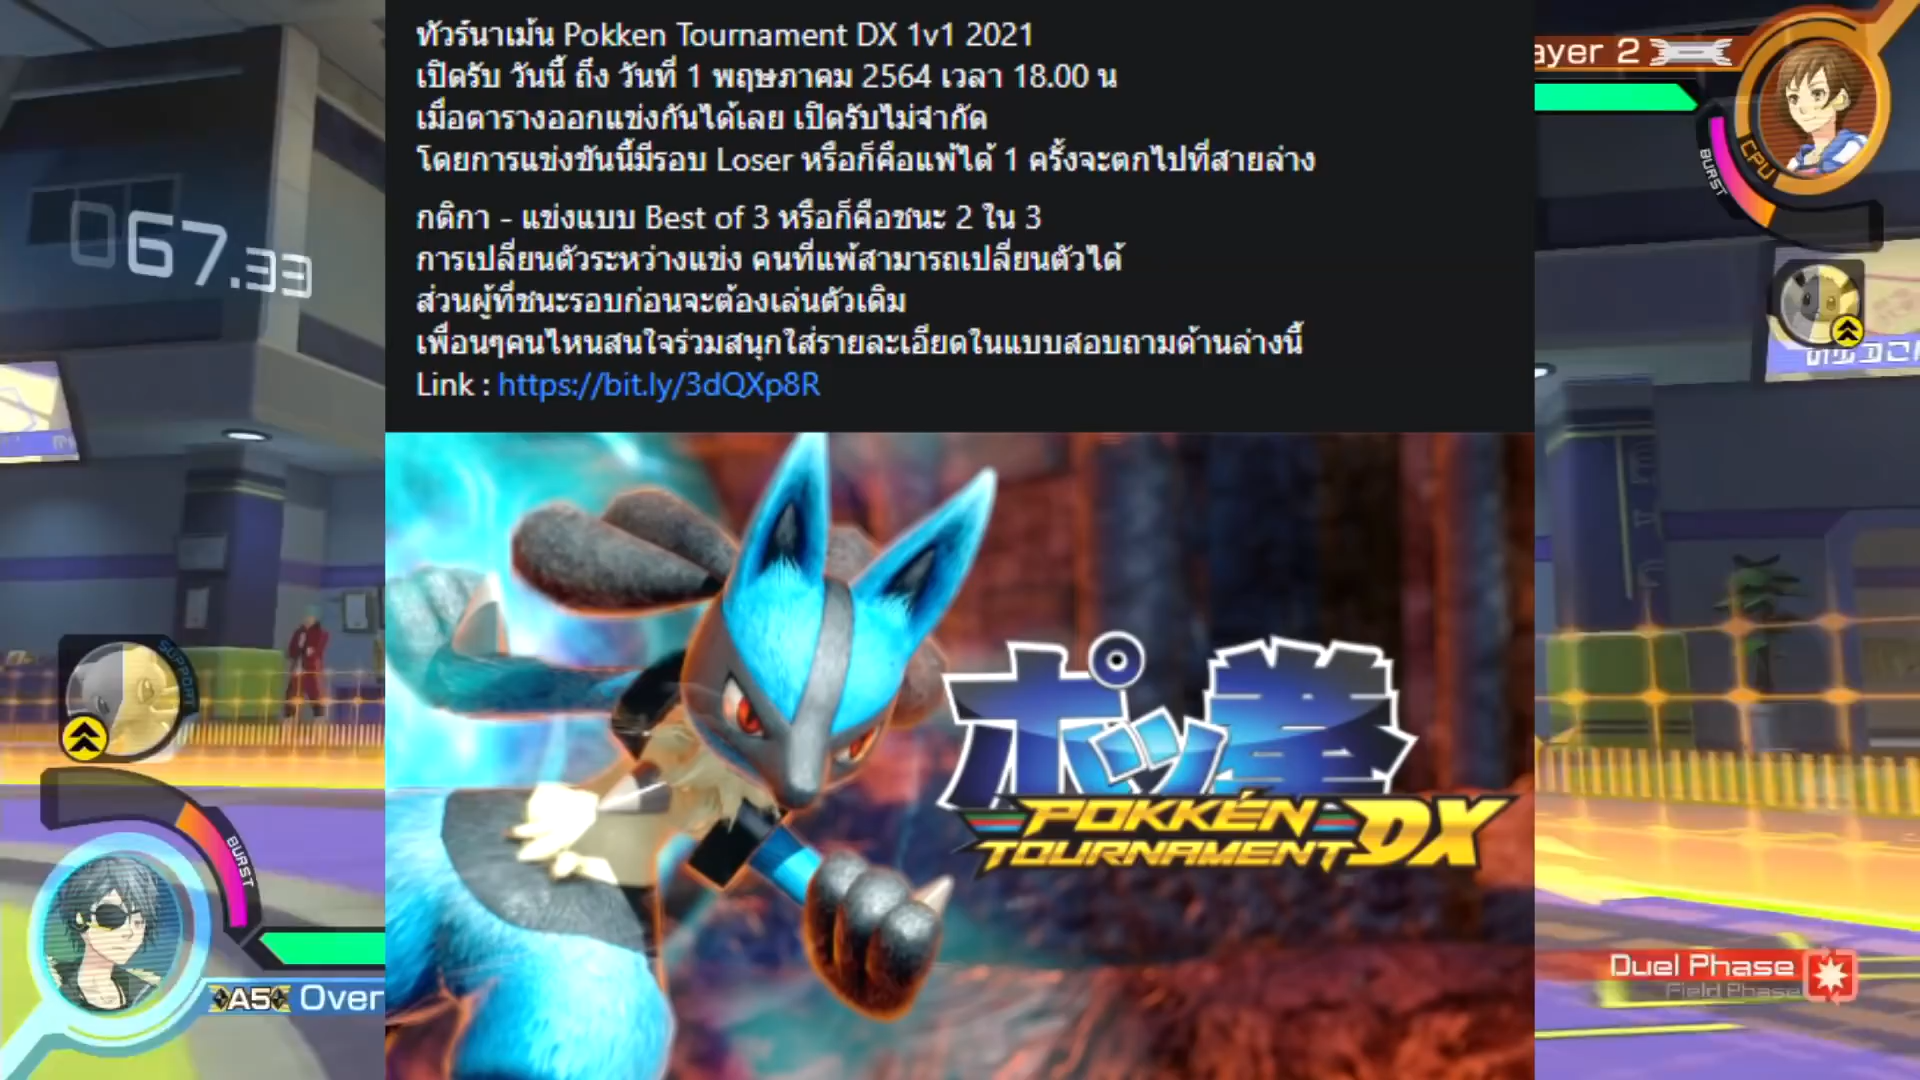 ทัวร์นาเม้น Pokken Tournament DX 1v1 2021
เปิดรับ วันนี้ ถึง วันที่ 1 พฤษภาคม 2564 เวลา 18.00 น
เมื่อตารางออกแข่งกันได้เลย เปิดรับไม่จำกัด
โดยการแข่งขันนี้มีรอบ Loser หรือก็คือแพ้ได้ 1 ครั้งจะตกไปที่สายล่าง
กติกา - แข่งแบบ Best of 3 หรือก็คือชนะ 2 ใน 3
การเปลี่ยนตัวระหว่างแข่ง คนที่แพ้สามารถเปลี่ยนตัวได้
ส่วนผู้ที่ชนะรอบก่อนจะต้องเล่นตัวเดิม
เพื่อนๆคนไหนสนใจร่วมสนุกใส่รายละเอียดในแบบสอบถามด้านล่างนี้
Link : https://bit.ly/3dQXp8R
ayer 2
CPU
BURST
067.33
SUPPORT
ポッ拳
POKKÉN
TOURNAMENT DX
BURST
A5 Over
Duel Phase
Field Phase